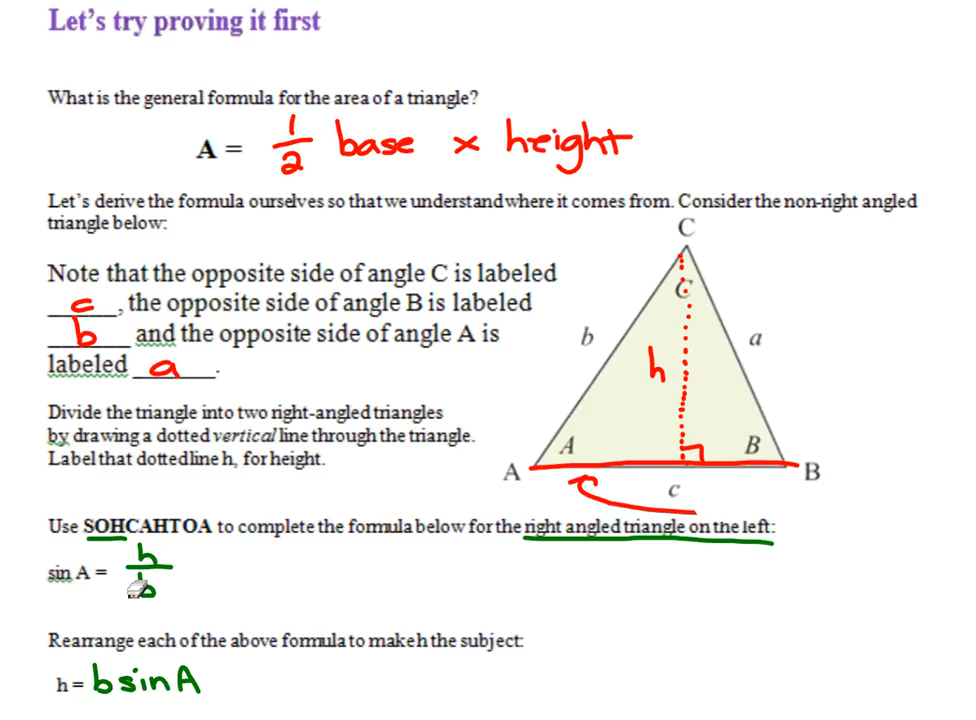 Let's try proving it first
What is the general formula for the area of a triangle?
A = 1/2 base x height
Let's derive the formula ourselves so that we understand where it comes from. Consider the non-right angled
triangle below:
Note that the opposite side of angle C is labeled
c, the opposite side of angle B is labeled
b and the opposite side of angle A is
labeled a.
Divide the triangle into two right-angled triangles
by drawing a dotted vertical line through the triangle.
Label that dotted line h, for height.
C
C
b
a
h
A
B
A
B
c
Use SOHCAHTOA to complete the formula below for the right angled triangle on the left:
sin A = h/b
Rearrange each of the above formula to make h the subject:
h = b sin A